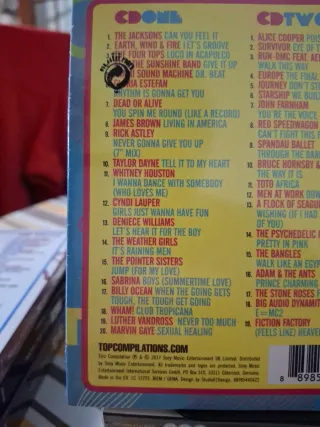 CD ONE
1. THE JACKSONS CAN YOU FEEL IT
2. EARTH, WIND & FIRE LET'S GROOVE
3. THE FOUR TOPS LOCO IN ACAPULCO
THE SUNSHINE BAND GIVE IT UP
SOUND MACHINE DR. BEAT
ESTEFAN
RHYTHM IS GONNA GET YOU
7. DEAD OR ALIVE
YOU SPIN ME ROUND (LIKE A RECORD)
8. JAMES BROWN LIVING IN AMERICA
9. RICK ASTLEY
NEVER GONNA GIVE YOU UP
(7" MIX)
10. TAYLOR DAYNE TELL IT TO MY HEART
11. WHITNEY HOUSTON
I WANNA DANCE WITH SOMEBODY
(WHO LOVES ME)
12. CYNDI LAUPER
GIRLS JUST WANNA HAVE FUN
13. DENIECE WILLIAMS
LET'S HEAR IT FOR THE BOY
14. THE WEATHER GIRLS
IT'S RAINING MEN
15. THE POINTER SISTERS
JUMP (FOR MY LOVE)
16. SABRINA BOYS (SUMMERTIME LOVE)
17. BILLY OCEAN WHEN THE GOING GETS
TOUGH, THE TOUGH GET GOING
18. WHAM! CLUB TROPICANA
19. LUTHER VANDROSS NEVER TOO MUCH
20. MARVIN GAYE SEXUAL HEALING
TOPCOMPILATIONS.COM
CD TWO
1. ALICE COOPER
2. SURVIVOR EYE OF
3. RUN-DMC FEAT. AE
WALK THIS WAY
4. EUROPE THE FINAL
5. JOURNEY DON'T
6. STARSHIP WE BUIL
7. JOHN FARNHAM
YOU'RE THE VOICE
8. REO SPEEDWAGON
CAN'T FIGHT THIS
9. SPANDAU BALLET
THROUGH THE BAR
10. BRUCE HORNSBY &
THE WAY IT IS
11. TOTO AFRICA
12. MEN AT WORK DOW
13. A FLOCK OF SEAGU
WISHING (IF I HAD
OF YOU)
14. THE PSYCHEDELIC
PRETTY IN PINK
15. THE BANGLES
WALK LIKE AN EGYP
16. ADAM & THE ANTS
PRINCE CHARMING
17. THE STONE ROSES
18. BIG AUDIO DYNAMI
E=MC2
19. FICTION FACTORY
(FEELS LIKE) HEAVEN